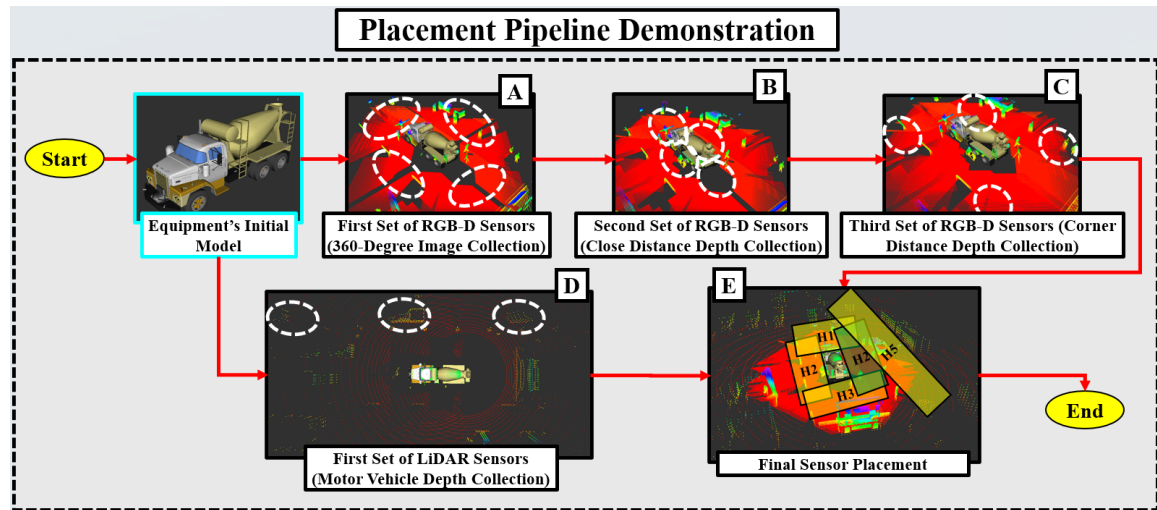 Placement Pipeline Demonstration
Start
Equipment's Initial
Model
A
First Set of RGB-D Sensors
(360-Degree Image Collection)
B
Second Set of RGB-D Sensors
(Close Distance Depth Collection)
C
Third Set of RGB-D Sensors (Corner
Distance Depth Collection)
D
First Set of LiDAR Sensors
(Motor Vehicle Depth Collection)
E
H1
H2
H2
H5
H3
Final Sensor Placement
End